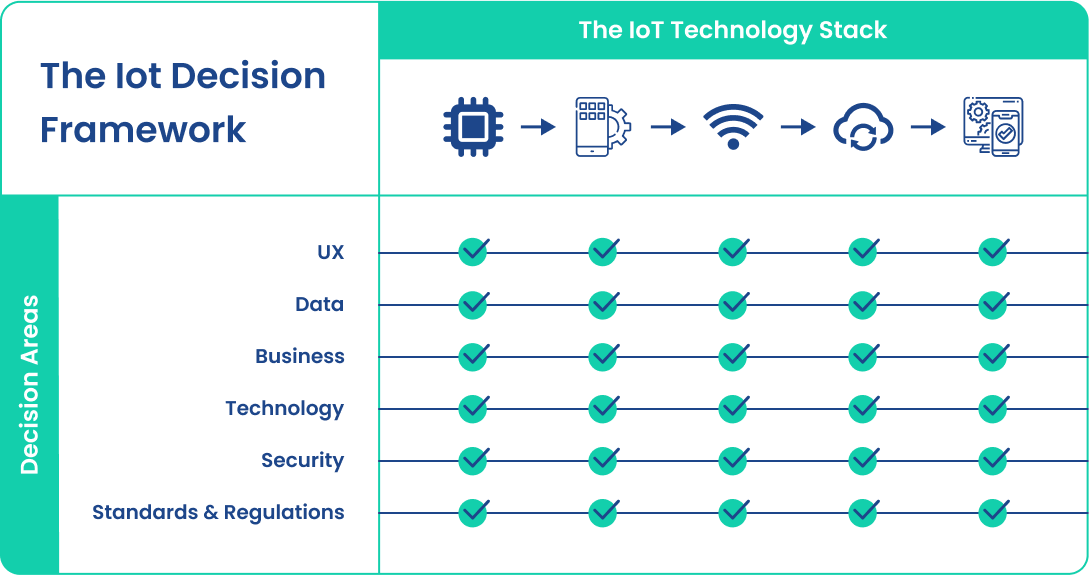 The IoT Technology Stack
The Iot Decision
Framework
Decision Areas
UX
Data
Business
Technology
Security
Standards & Regulations